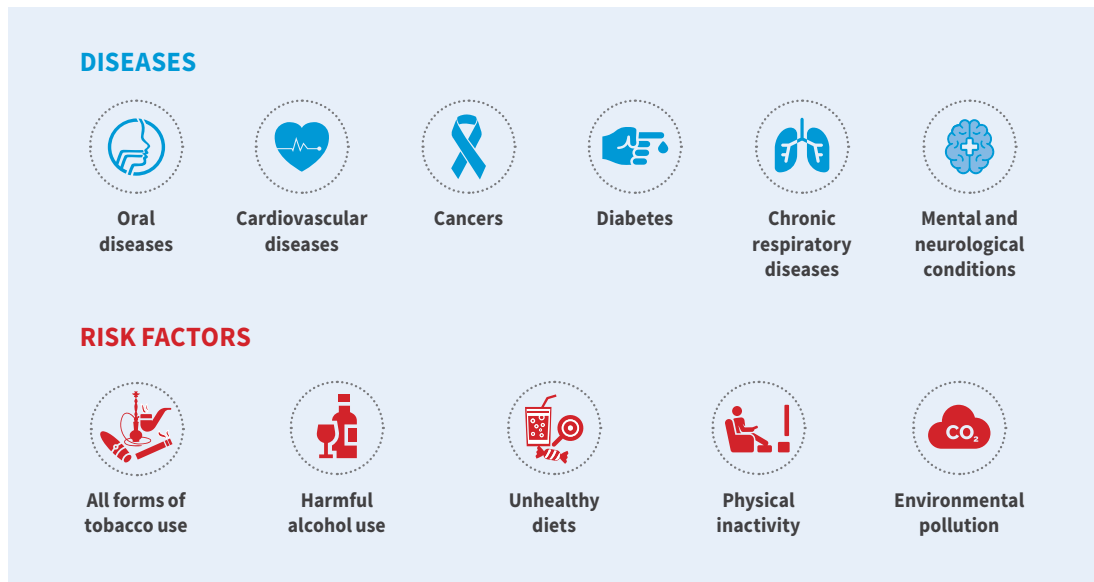 DISEASES
Oral
diseases
Cardiovascular
diseases
Cancers
Diabetes
Chronic
respiratory
diseases
Mental and
neurological
conditions
RISK FACTORS
CO₂
All forms of
tobacco use
Harmful
alcohol use
Unhealthy
diets
Physical
inactivity
Environmental
pollution